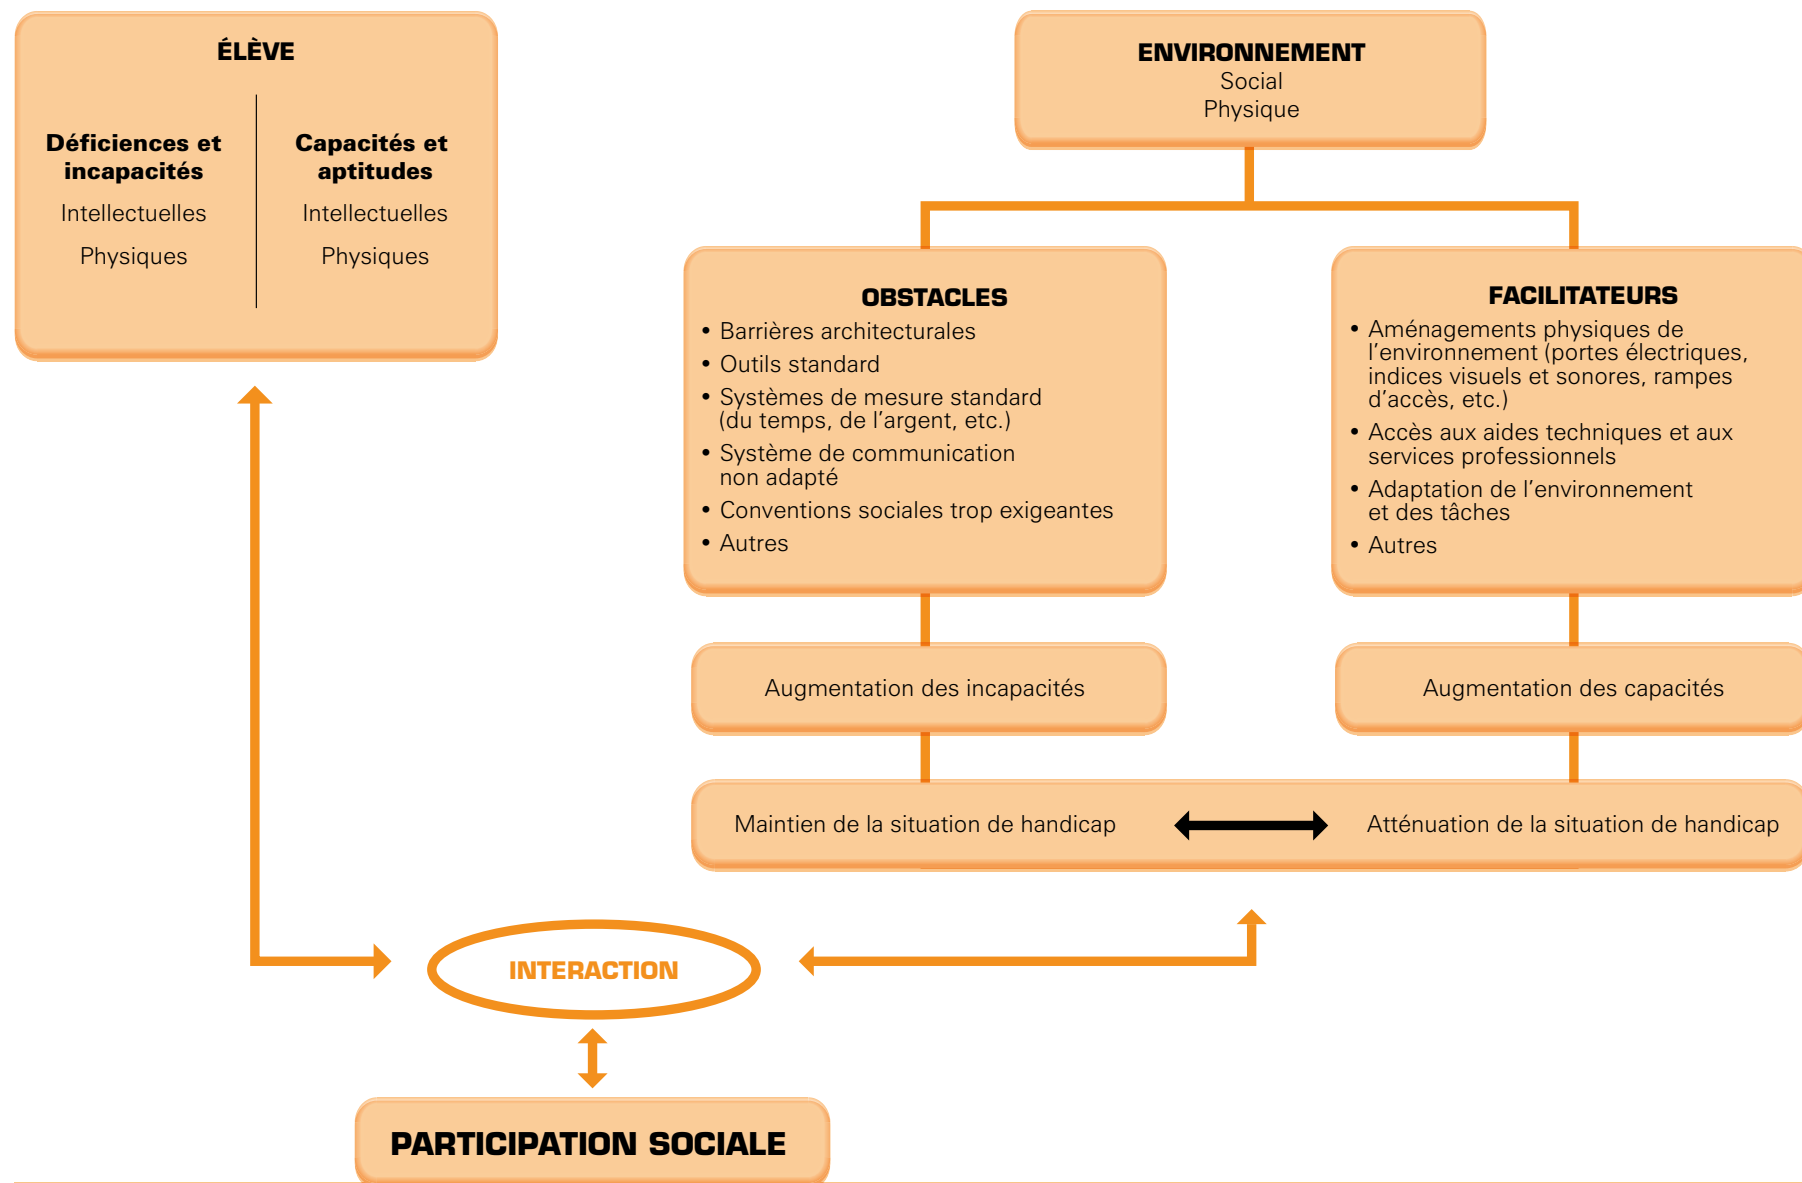 ÉLÈVE
Déficiences et
incapacités
Intellectuelles
Physiques
Capacités et
aptitudes
Intellectuelles
Physiques
ENVIRONNEMENT
Social
Physique
OBSTACLES
• Barrières architecturales
• Outils standard
• Systèmes de mesure standard
(du temps, de l'argent, etc.)
• Système de communication
non adapté
• Conventions sociales trop exigeantes
• Autres
FACILITATEURS
• Aménagements physiques de
l'environnement (portes électriques,
indices visuels et sonores, rampes
d'accès, etc.)
• Accès aux aides techniques et aux
services professionnels
• Adaptation de l'environnement
et des tâches
• Autres
Augmentation des incapacités
Augmentation des capacités
Maintien de la situation de handicap
Atténuation de la situation de handicap
INTERACTION
PARTICIPATION SOCIALE